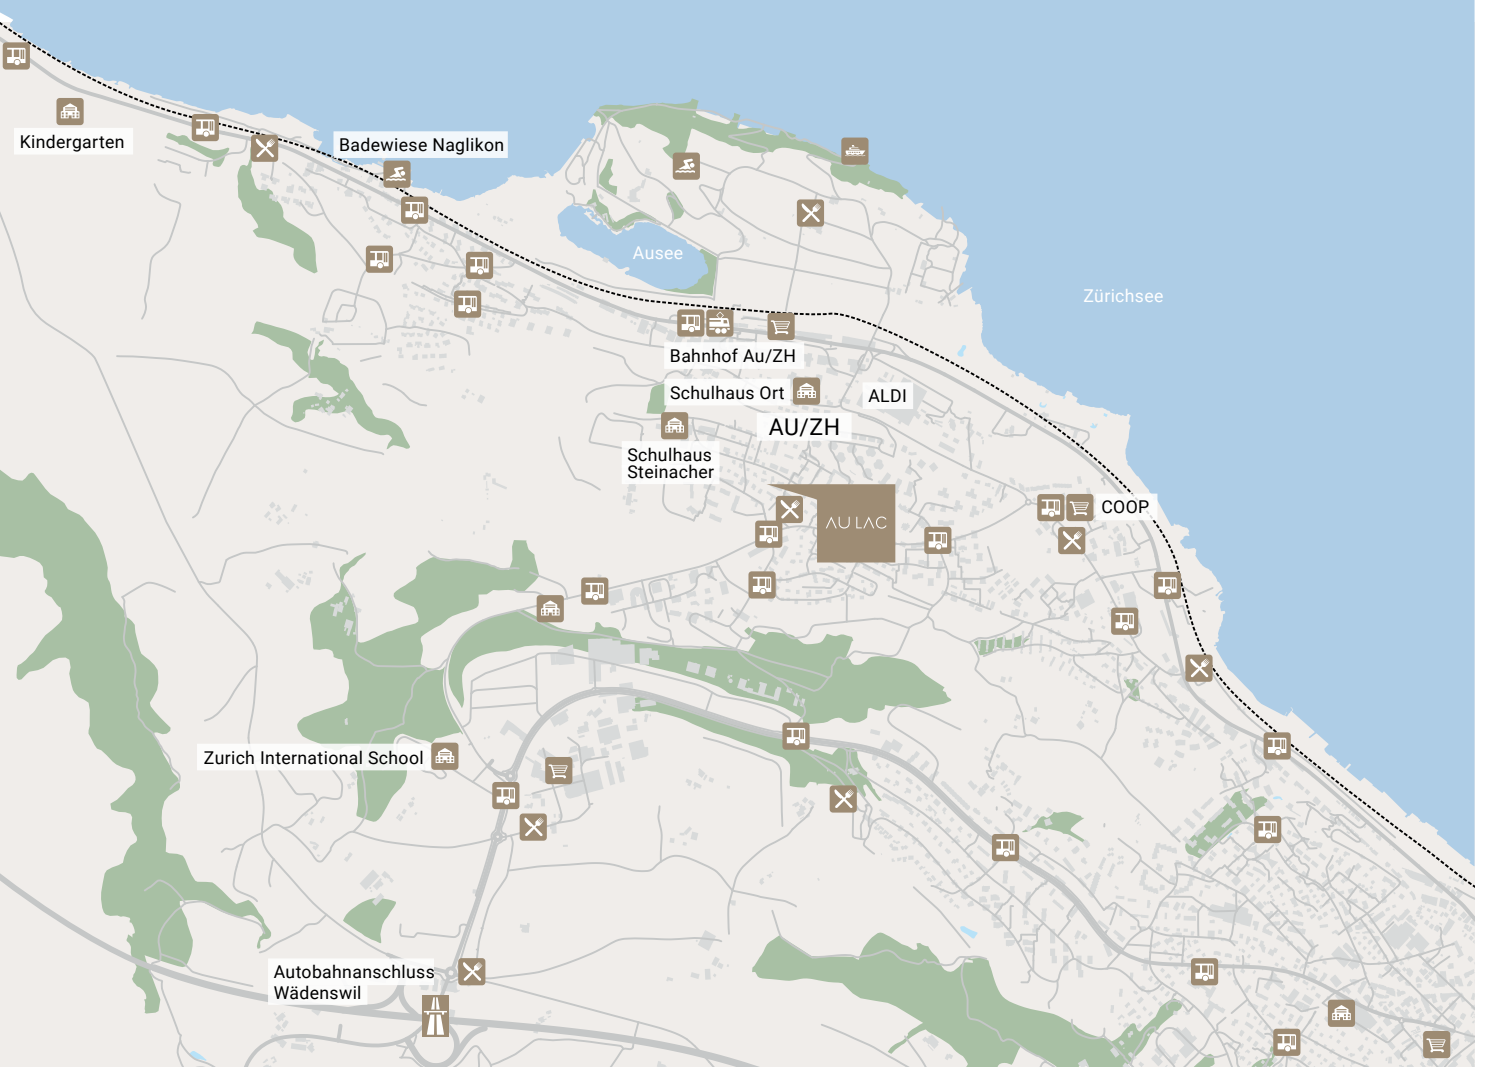 Kindergarten
Badewiese Naglikon
Ausee
Zürichsee
Bahnhof Au/ZH
Schulhaus Ort
ALDI
AU/ZH
Schulhaus
Steinacher
AU LAC
COOP
Zurich International School
Autobahnanschluss
Wädenswil